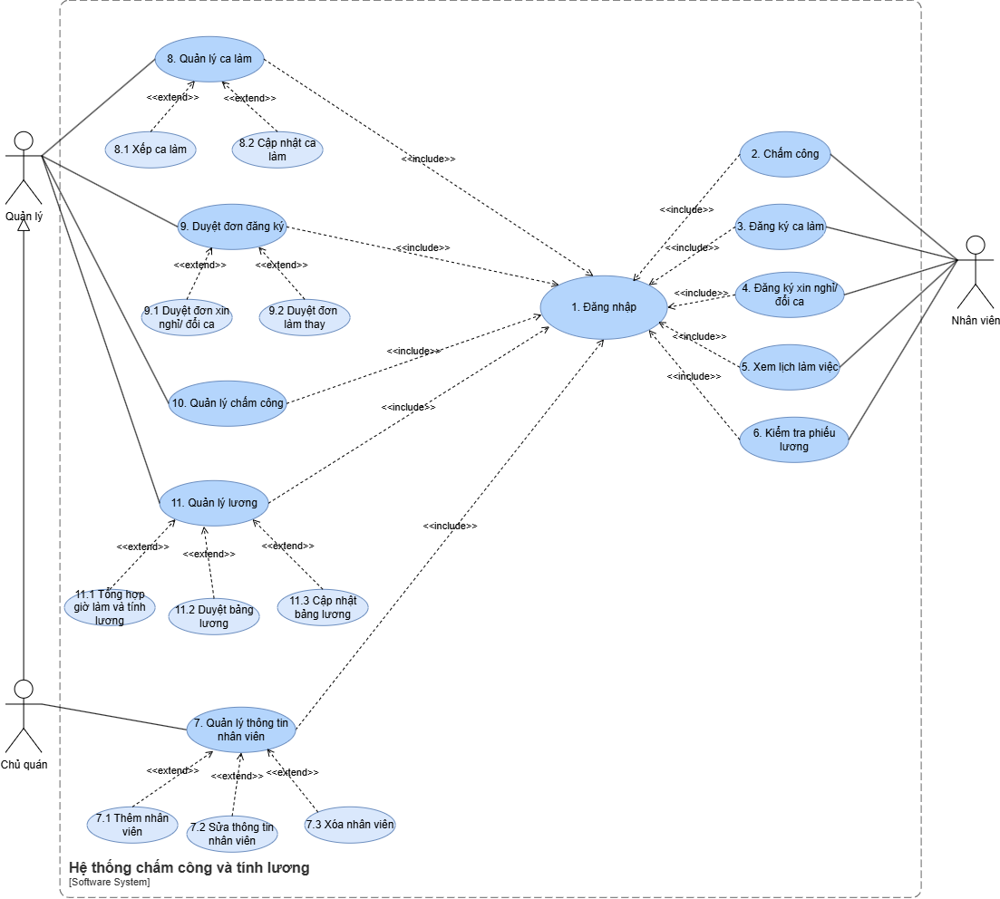 8. Quản lý ca làm
<<extend>>
<<extend>>
8.1 Xếp ca làm
8.2 Cập nhật ca
làm
<<include>>
Quản lý
9. Duyệt đơn đăng ký
<<include>>
<<extend>>
<<extend>>
9.1 Duyệt đơn xin
nghỉ/ đổi ca
9.2 Duyệt đơn
làm thay
10. Quản lý chấm công
<<include>>
<<include>>
11. Quản lý lương
<<extend>>
<<extend>>
<<extend>>
11.1 Tổng hợp
giờ làm và tính
lương
11.2 Duyệt bảng
lương
11.3 Cập nhật
bảng lương
<<include>>
1. Đăng nhập
2. Chấm công
<<include>>
3. Đăng ký ca làm
<<include>>
4. Đăng ký xin nghỉ/
đổi ca
<<include>>
5. Xem lịch làm việc
<<include>>
6. Kiểm tra phiếu
lương
<<include>>
Nhân viên
Chủ quán
7. Quản lý thông tin
nhân viên
<<extend>>
<<extend>>
<<extend>>
7.1 Thêm nhân
viên
7.2 Sửa thông tin
nhân viên
7.3 Xóa nhân viên
Hệ thống chấm công và tính lương
[Software System]